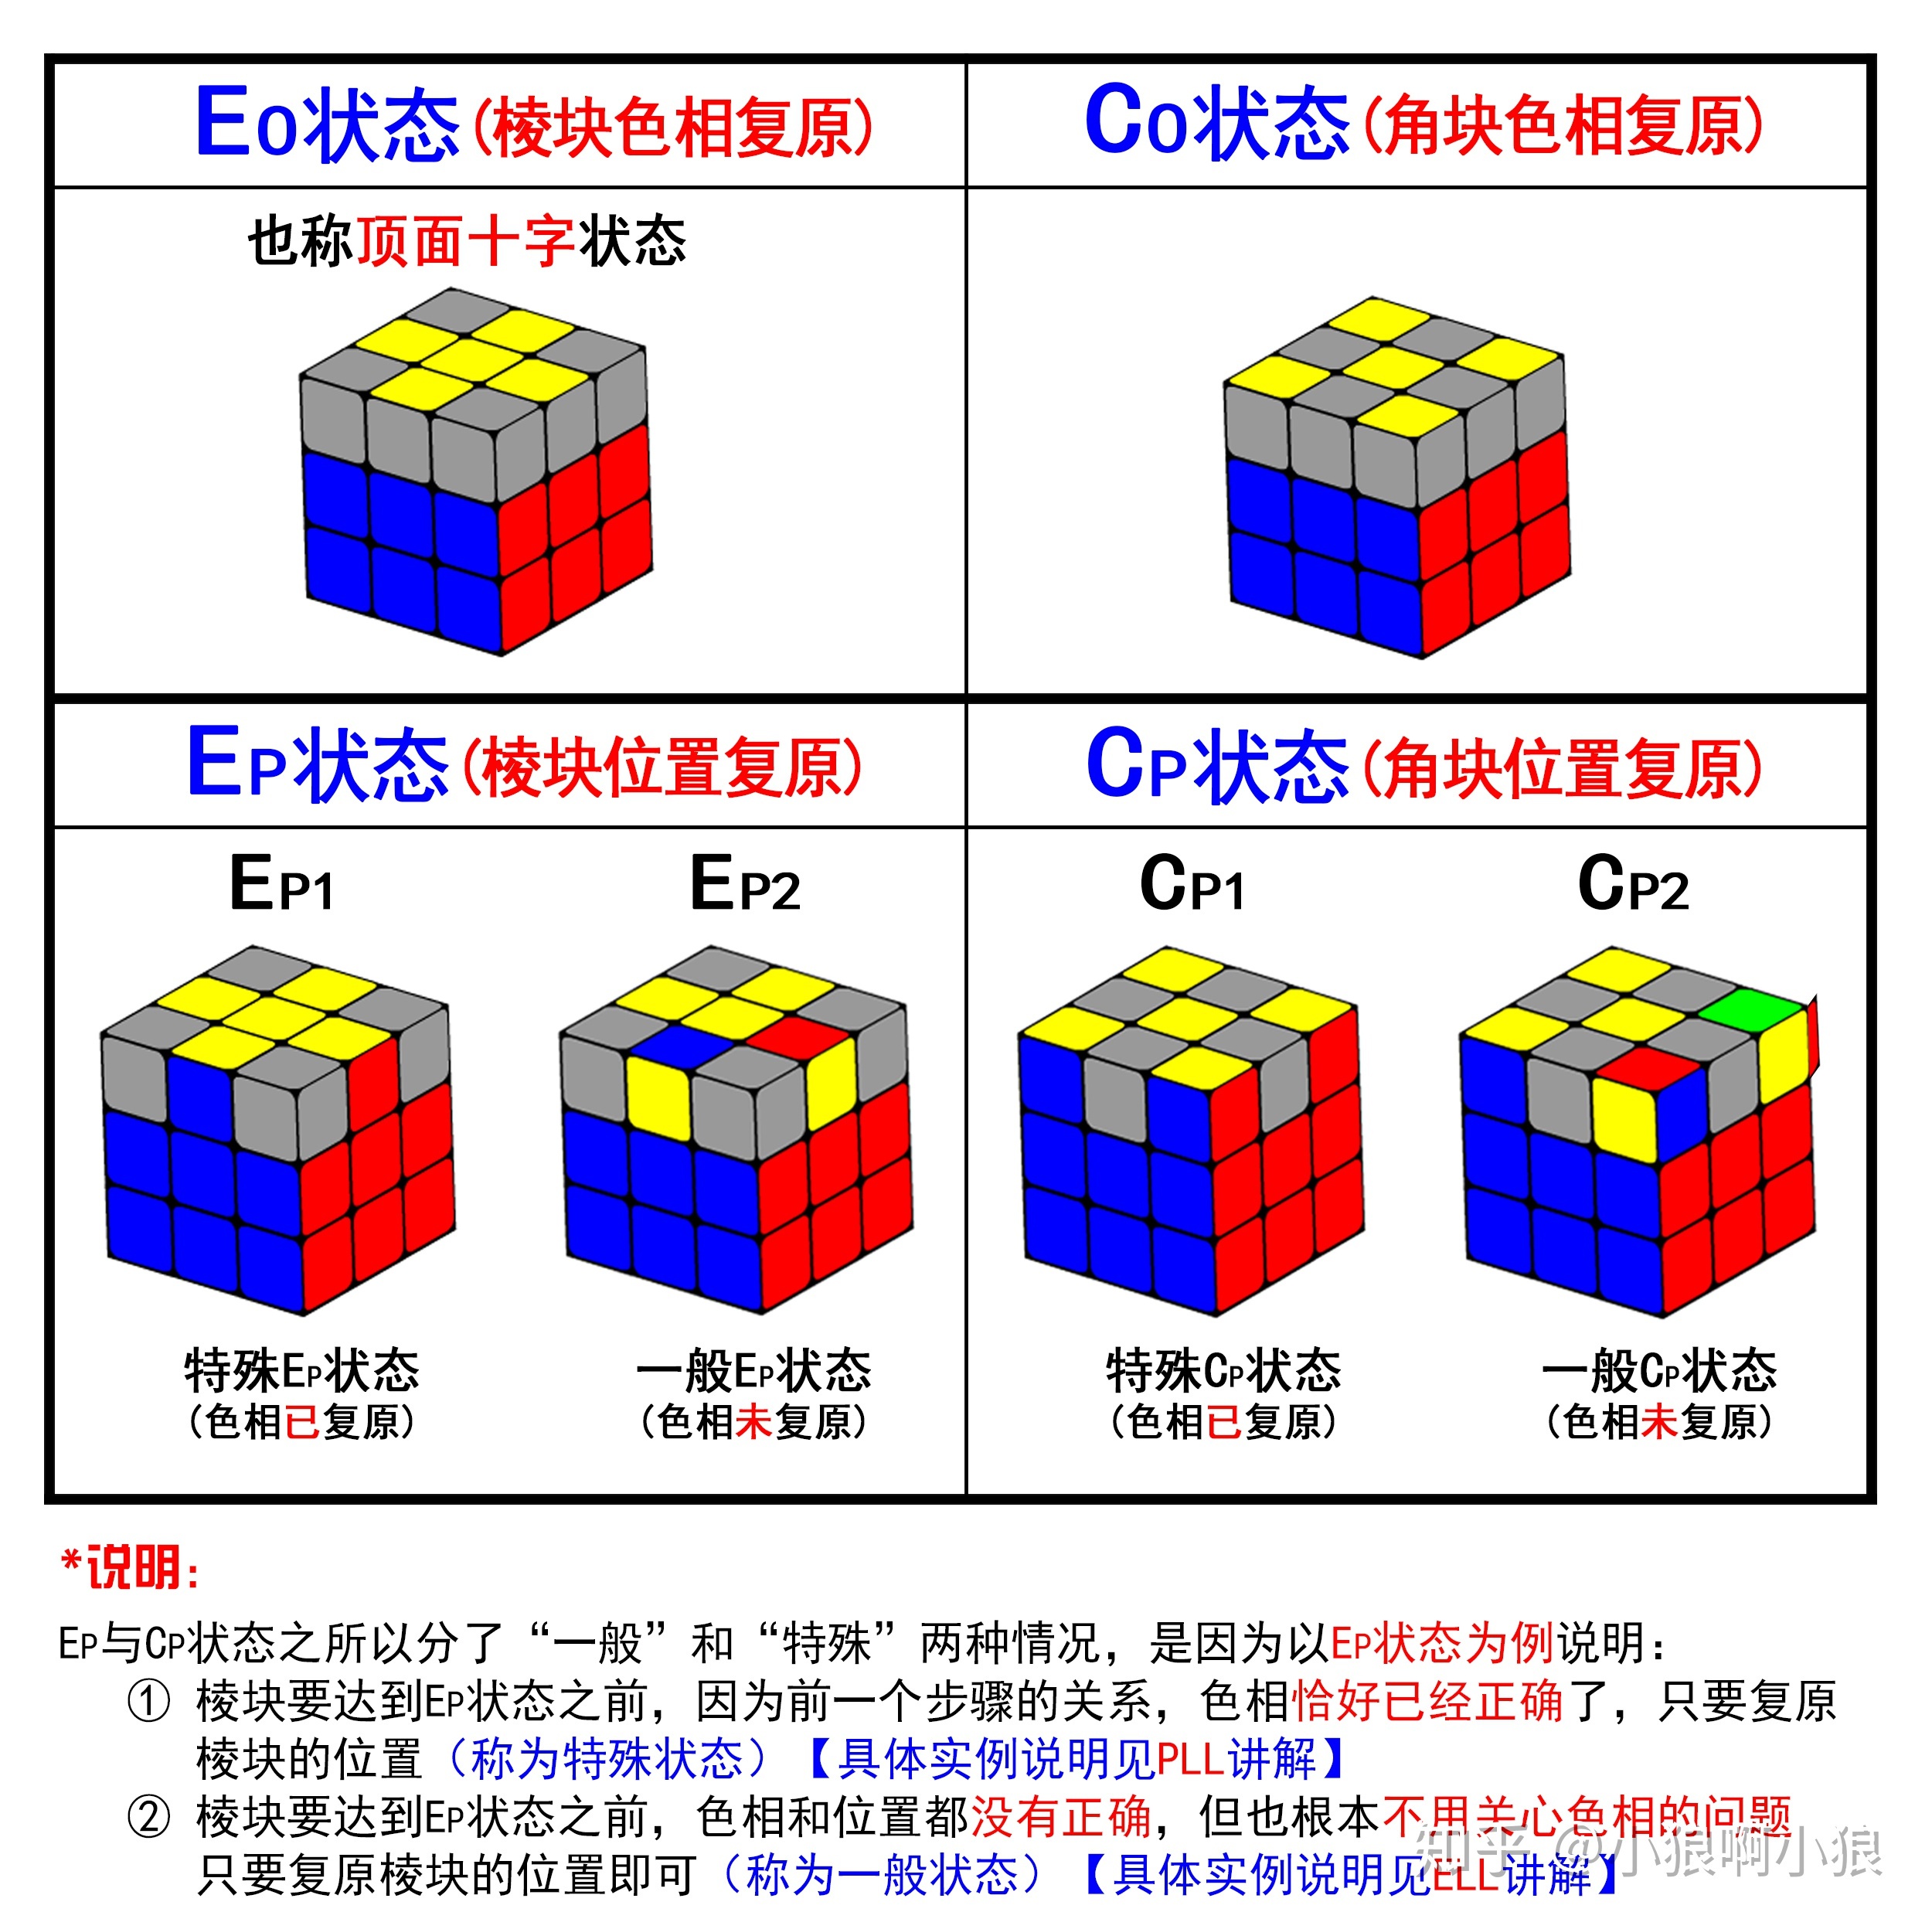 EO状态(棱块色相复原)
CO状态(角块色相复原)
也称顶面十字状态
EP状态(棱块位置复原)
CP状态(角块位置复原)
EP1
EP2
CP1
CP2
特殊EP状态
(色相已复原)
一般EP状态
(色相未复原)
特殊CP状态
(色相已复原)
一般CP状态
(色相未复原)
*说明:
EP与CP状态之所以分了“一般”和“特殊”两种情况,是因为以EP状态为例说明:
① 棱块要达到EP状态之前,因为前一个步骤的关系,色相恰好已经正确了,只要复原
棱块的位置(称为特殊状态)【具体实例说明见PLL讲解】
② 棱块要达到EP状态之前,色相和位置都没有正确,但也根本不用关心色相的问题
只要复原棱块的位置即可(称为一般状态)【具体实例说明见ELL讲解】
知乎 @小狼啊小狼